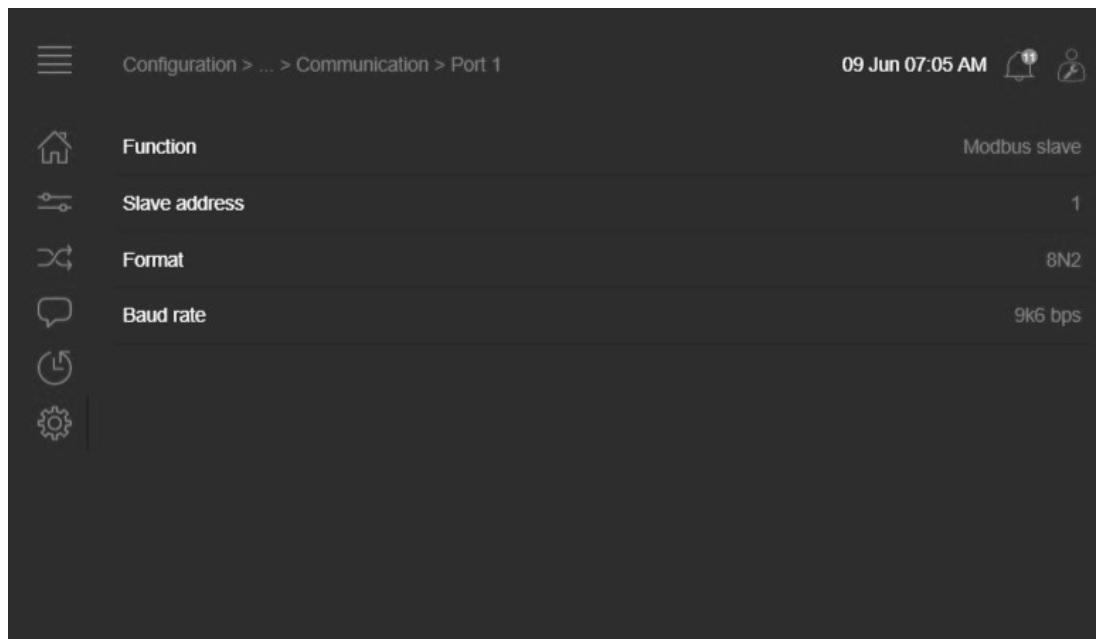 Configuration > ... > Communication > Port 1
09 Jun 07:05 AM
11
Function
Modbus slave
Slave address
1
Format
8N2
Baud rate
9k6 bps